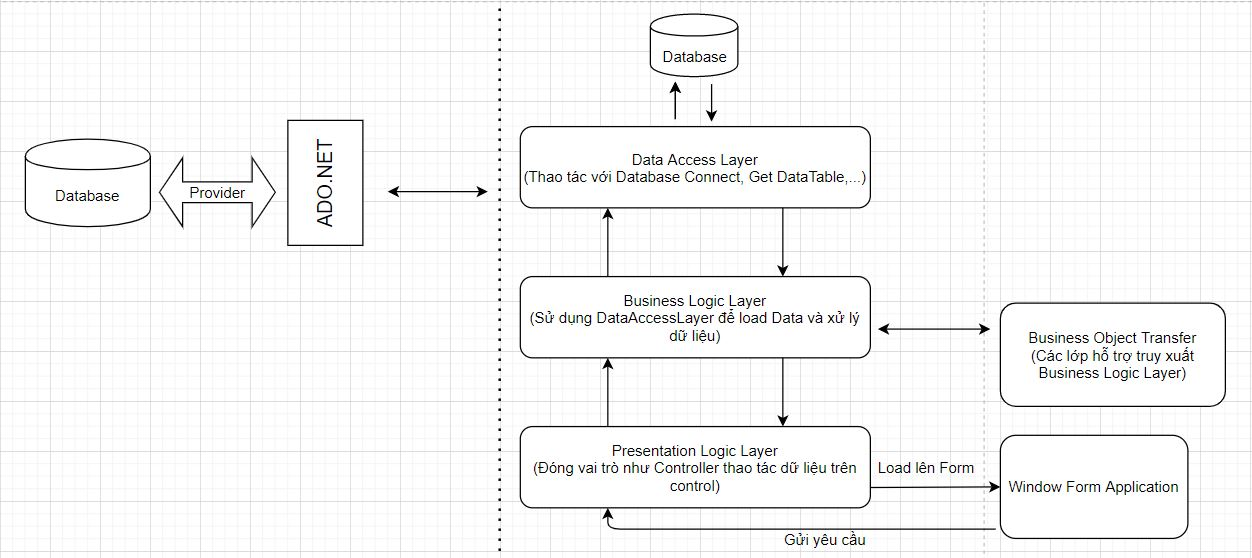 Database
Database
Provider
ADO.NET
Data Access Layer
(Thao tác với Database Connect, Get DataTable,...)
Business Logic Layer
(Sử dụng DataAccessLayer để load Data và xử lý
dữ liệu)
Business Object Transfer
(Các lớp hỗ trợ truy xuất
Business Logic Layer)
Presentation Logic Layer
(Đóng vai trò như Controller thao tác dữ liệu trên
control)
Load lên Form
Window Form Application
Gửi yêu cầu